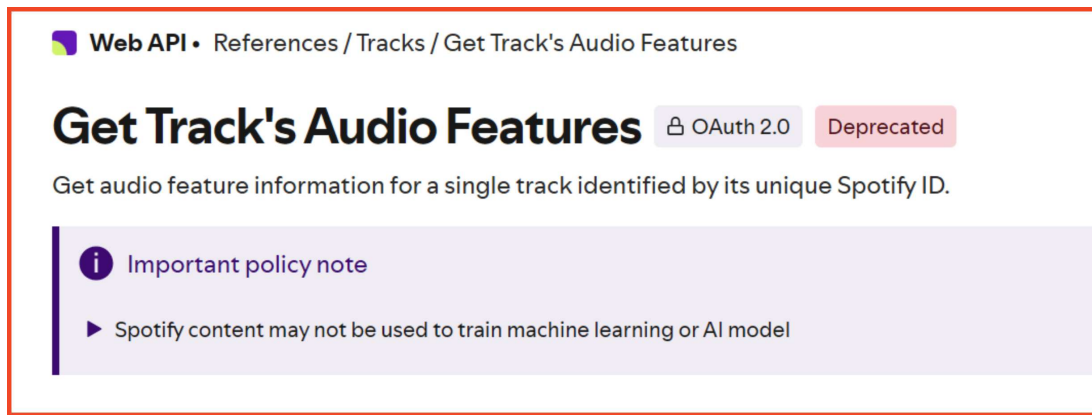 Web API • References / Tracks / Get Track's Audio Features
Get Track's Audio Features OAuth 2.0 Deprecated
Get audio feature information for a single track identified by its unique Spotify ID.
Important policy note
Spotify content may not be used to train machine learning or AI model